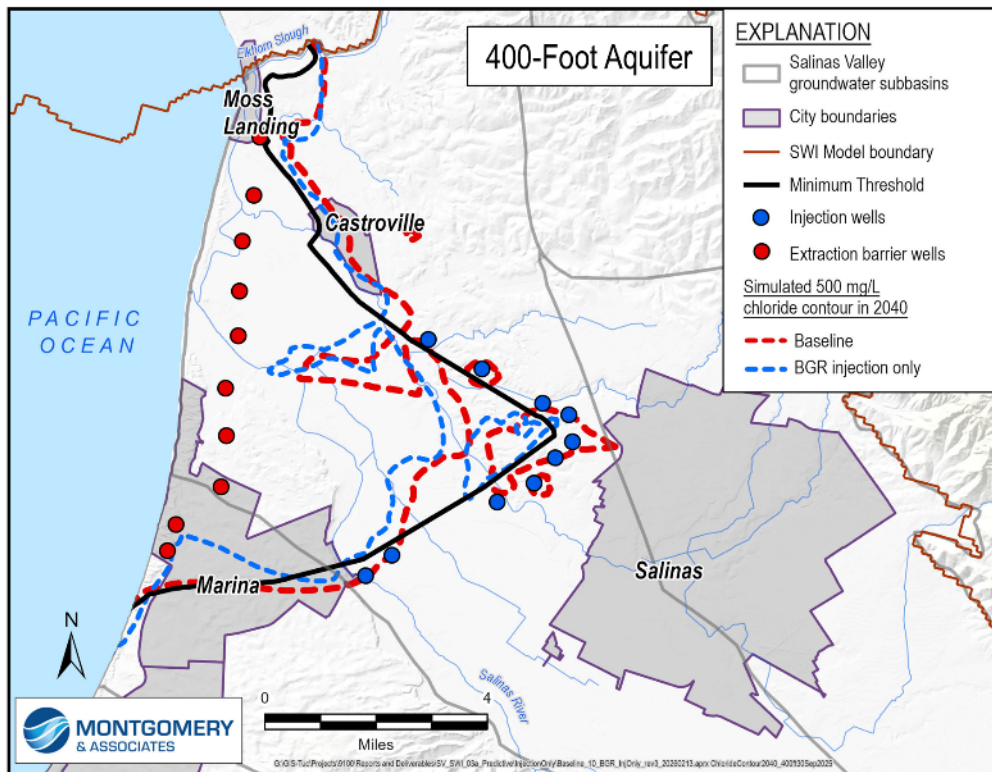 400-Foot Aquifer
Elkhorn Slough
Moss
Landing
Castroville
PACIFIC
OCEAN
Marina
Salinas
Salinas River
N
0 4
Miles
MONTGOMERY
& ASSOCIATES
EXPLANATION
Salinas Valley
groundwater subbasins
City boundaries
SWI Model boundary
Minimum Threshold
Injection wells
Extraction barrier wells
Simulated 500 mg/L
chloride contour in 2040
Baseline
BGR injection only